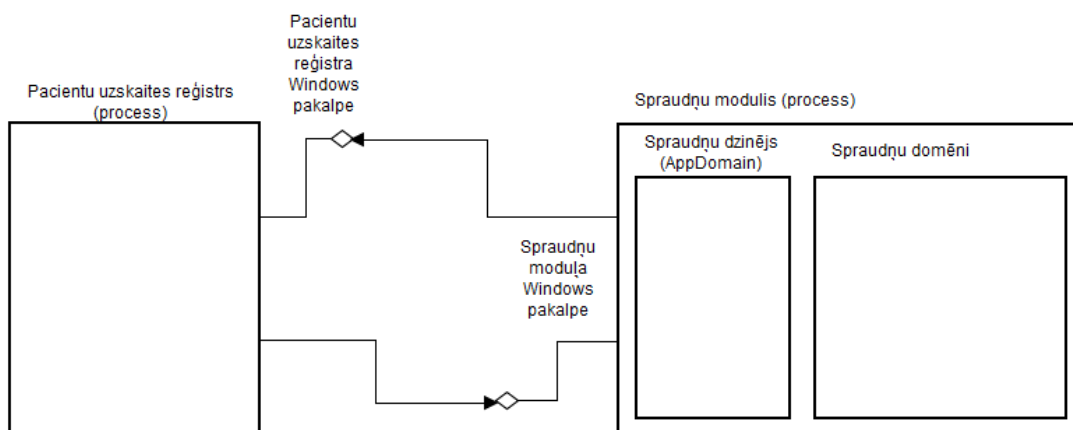 Pacientu
uzskaites
reģistra
Windows
pakalpe
Pacientu uzskaites reģistrs
(process)
Spraudņu modulis (process)
Spraudņu dzinējs
(AppDomain)
Spraudņu domēni
Spraudņu
moduļa
Windows
pakalpe